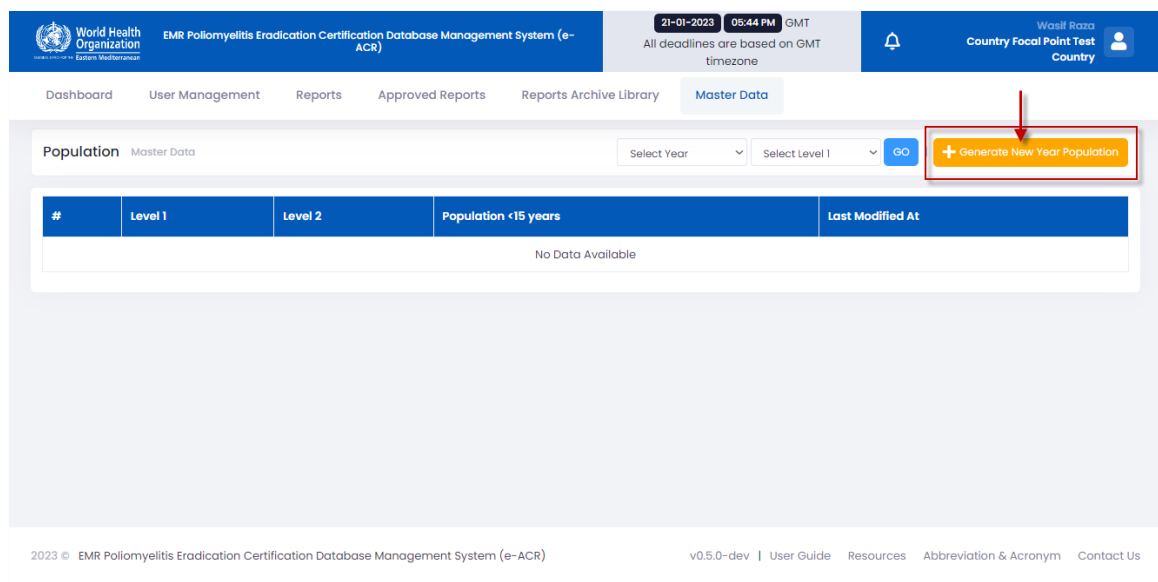 World Health
Organization
Eastern Mediterranean
EMR Poliomyelitis Eradication Certification Database Management System (e-
ACR)
21-01-2023 05:44 PM GMT
All deadlines are based on GMT
timezone
Wasif Raza
Country Focal Point Test
Country
Dashboard User Management Reports Approved Reports Reports Archive Library Master Data
Population Master Data Select Year Select Level 1 GO + Generate New Year Population
# Level 1 Level 2 Population <15 years Last Modified At
No Data Available
2023 © EMR Poliomyelitis Eradication Certification Database Management System (e-ACR) v0.5.0-dev | User Guide Resources Abbreviation & Acronym Contact Us